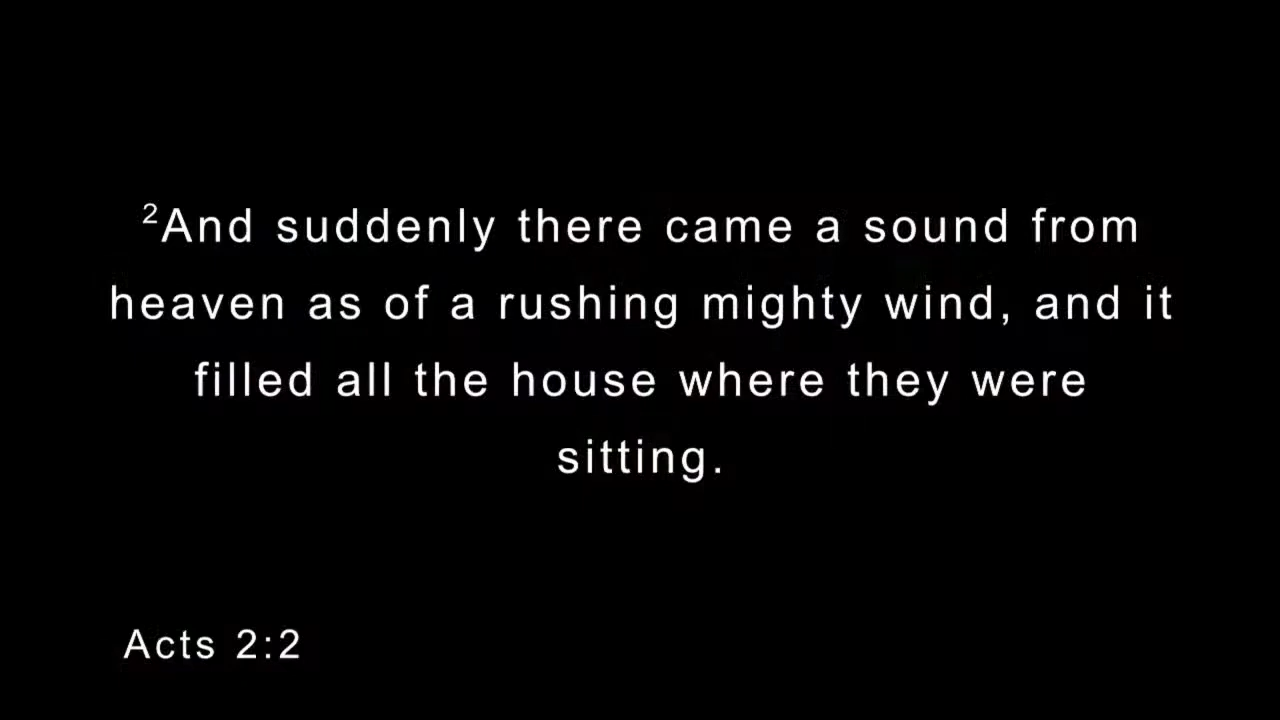 ²And suddenly there came a sound from
heaven as of a rushing mighty wind, and it
filled all the house where they were
sitting.
Acts 2:2